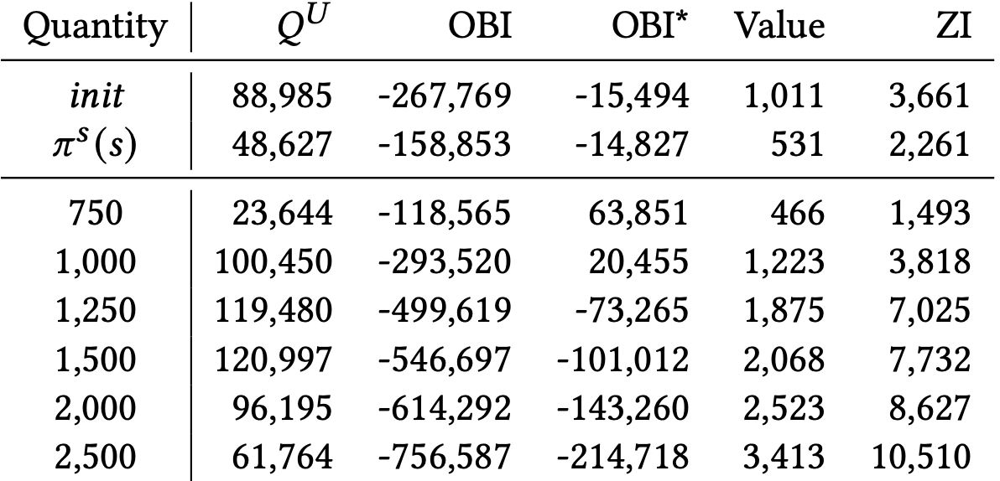 Quantity Q^U OBI OBI* Value ZI
init 88,985 -267,769 -15,494 1,011 3,661
π^s(s) 48,627 -158,853 -14,827 531 2,261
750 23,644 -118,565 63,851 466 1,493
1,000 100,450 -293,520 20,455 1,223 3,818
1,250 119,480 -499,619 -73,265 1,875 7,025
1,500 120,997 -546,697 -101,012 2,068 7,732
2,000 96,195 -614,292 -143,260 2,523 8,627
2,500 61,764 -756,587 -214,718 3,413 10,510